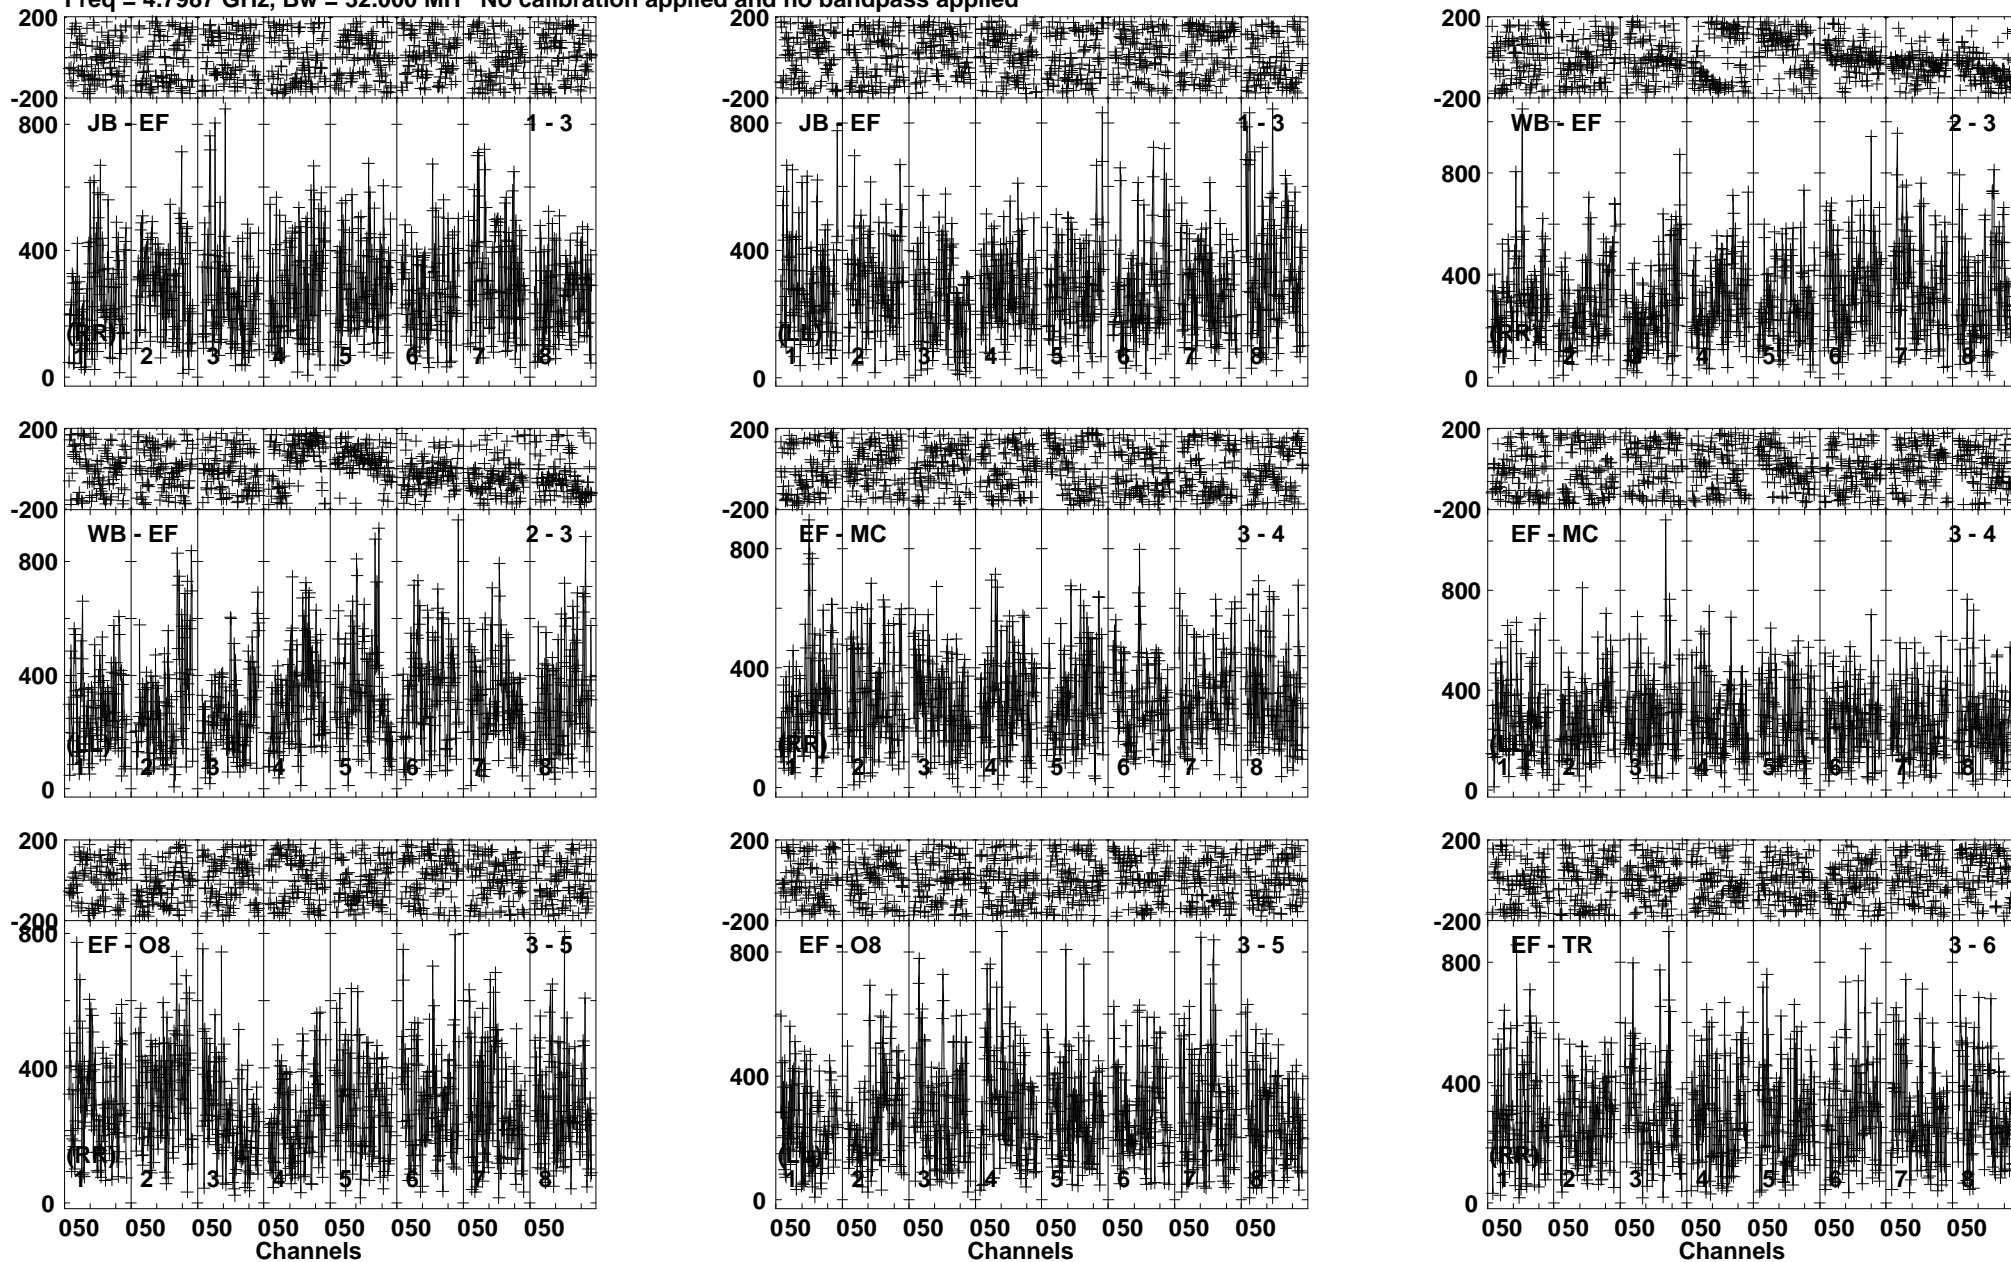 Freq = 4.7987 GHz, Bw = 32.000 MH No calibration applied and no bandpass applied
200 200 200
-200 -200 -200
JB - EF 1 - 3 JB - EF 1 - 3 WB - EF 2 - 3
800 800 800
400 400 400
(RR) (LL) (RR)
1 2 3 4 5 6 7 8 1 2 3 4 5 6 7 8 1 2 3 4 5 6 7 8
0 0 0
200 200 200
-200 -200 -200
WB - EF 2 - 3 EF - MC 3 - 4 EF - MC 3 - 4
800 800 800
400 400 400
(LL) (RR) (LL)
1 2 3 4 5 6 7 8 1 2 3 4 5 6 7 8 1 2 3 4 5 6 7 8
0 0 0
200 200 200
-200 -200 -200
800
EF - O8 3 - 5 EF - O8 3 - 5 EF - TR 3 - 6
800 800
400 400 400
(RR) (LL) (RR)
1 2 3 4 5 6 7 8 1 2 3 4 5 6 7 8 1 2 3 4 5 6 7 8
0 0 0
050 050 050 050 050 050 050 050 050 050 050 050 050 050 050 050 050 050 050 050 050 050 050 050
Channels Channels Channels